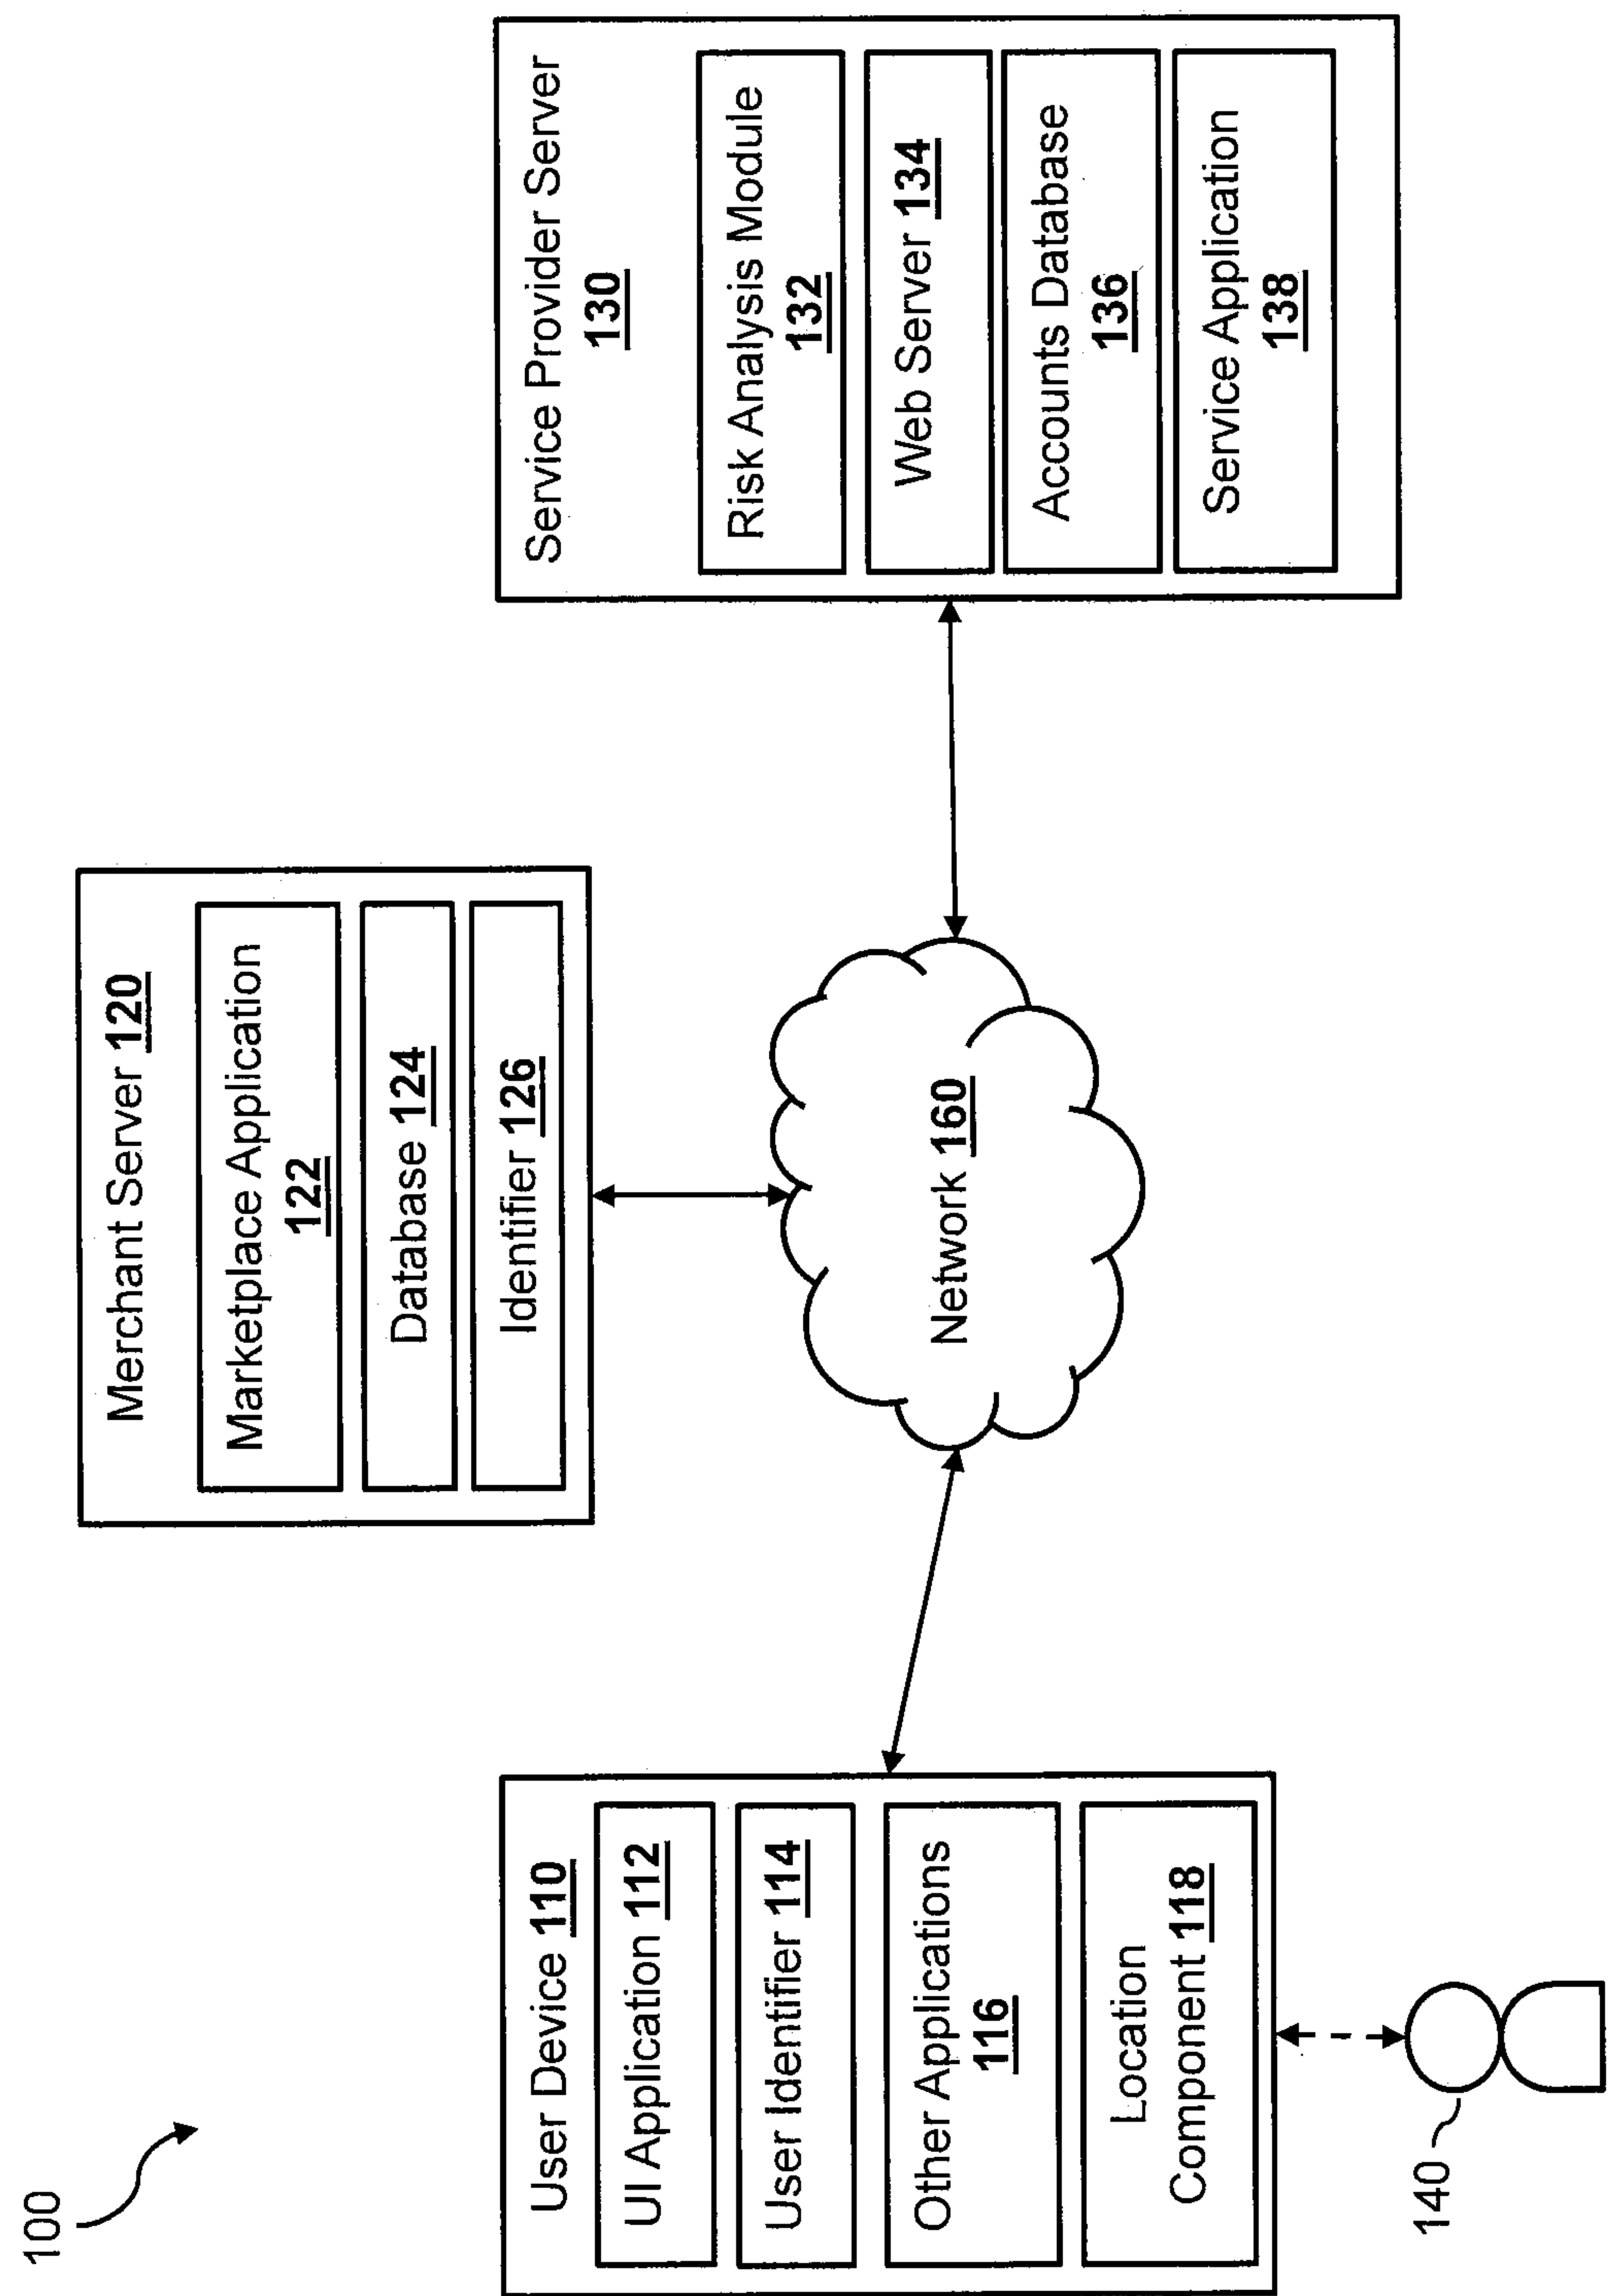 100
Merchant Server 120
Marketplace Application
122
Database 124
Identifier 126
User Device 110
UI Application 112
User Identifier 114
Other Applications
116
Location
Component 118
140
Network 160
Service Provider Server
130
Risk Analysis Module
132
Web Server 134
Accounts Database
136
Service Application
138